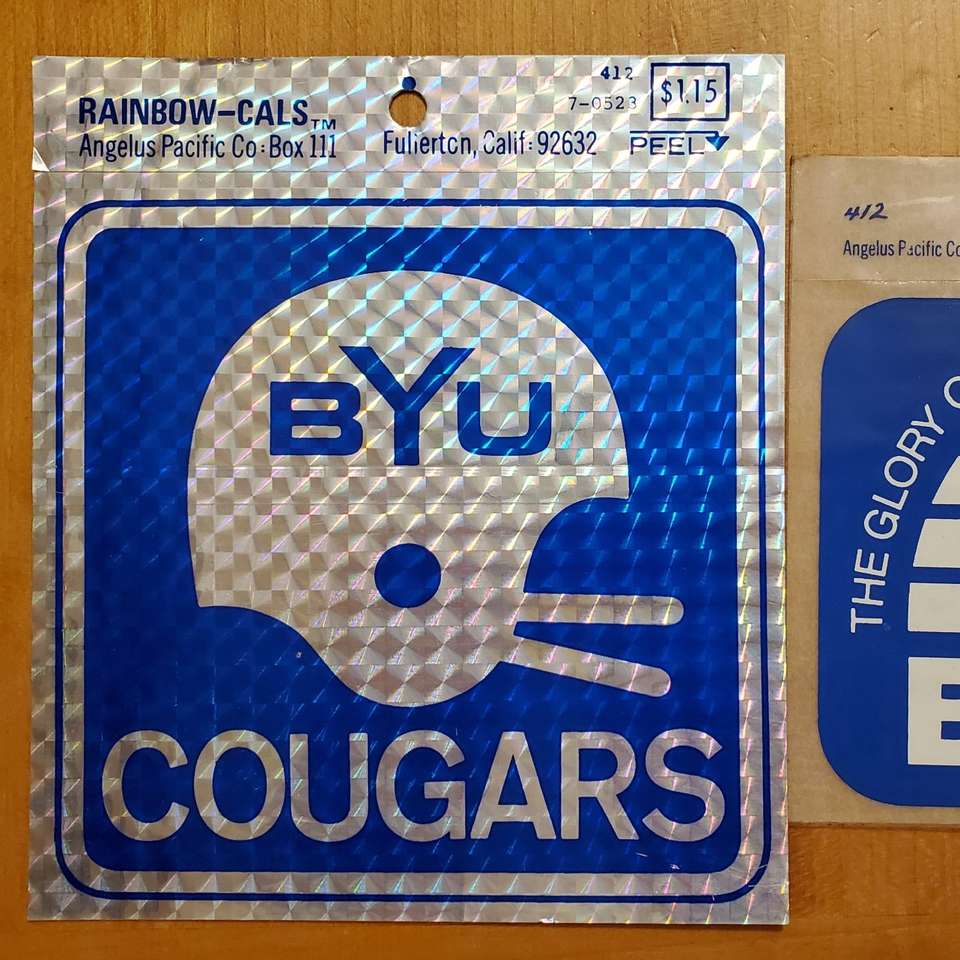 412
7-0523
$1.15
RAINBOW-CALS™
Angelus Pacific Co: Box 111 Fullerton, Calif: 92632 PEEL
BYU
COUGARS
412
Angelus Pacific Co
THE GLORY